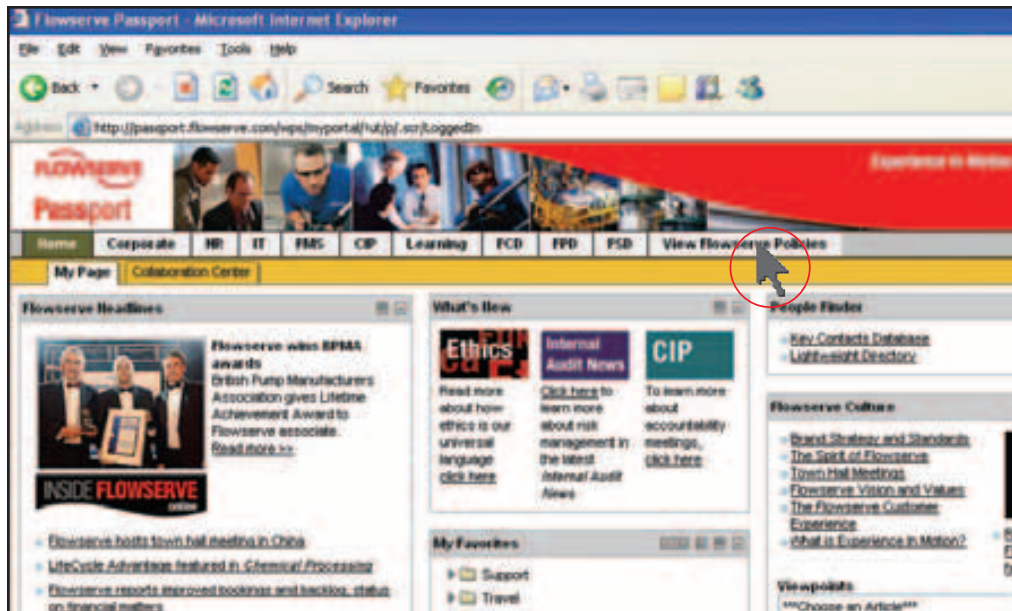 Flowserve Passport - Microsoft Internet Explorer
File Edit View Favorites Tools Help
Back Search Favorites
Address http://passport.flowserve.com/wps/myportal/!ut/p/.scr/LoggedIn
FLOWSERVE
Passport
Experience In Motion
Home Corporate HR IT FMS CIP Learning FCD FPD FSD View Flowserve Policies
My Page Collaboration Center
Flowserve Headlines
Flowserve wins BPMA
awards
British Pump Manufacturers
Association gives Lifetime
Achievement Award to
Flowserve associate.
Read more >>
INSIDE FLOWSERVE
online
Flowserve hosts town hall meeting in China
LifeCycle Advantage featured in Chemical Processing
Flowserve reports improved bookings and backlog, status
on financial matters
What's New
Ethics
Read more
about how
ethics is our
universal
language
click here
Internal
Audit News
Click here to
learn more
about risk
management in
the latest
Internal Audit
News
CIP
To learn more
about
accountability
meetings,
click here
My Favorites
Support
Travel
People Finder
Key Contacts Database
Lightweight Directory
Flowserve Culture
Brand Strategy and Standards
The Spirit of Flowserve
Town Hall Meetings
Flowserve Vision and Values
The Flowserve Customer
Experience
What is Experience In Motion?
Viewpoints
***Choose an Article***